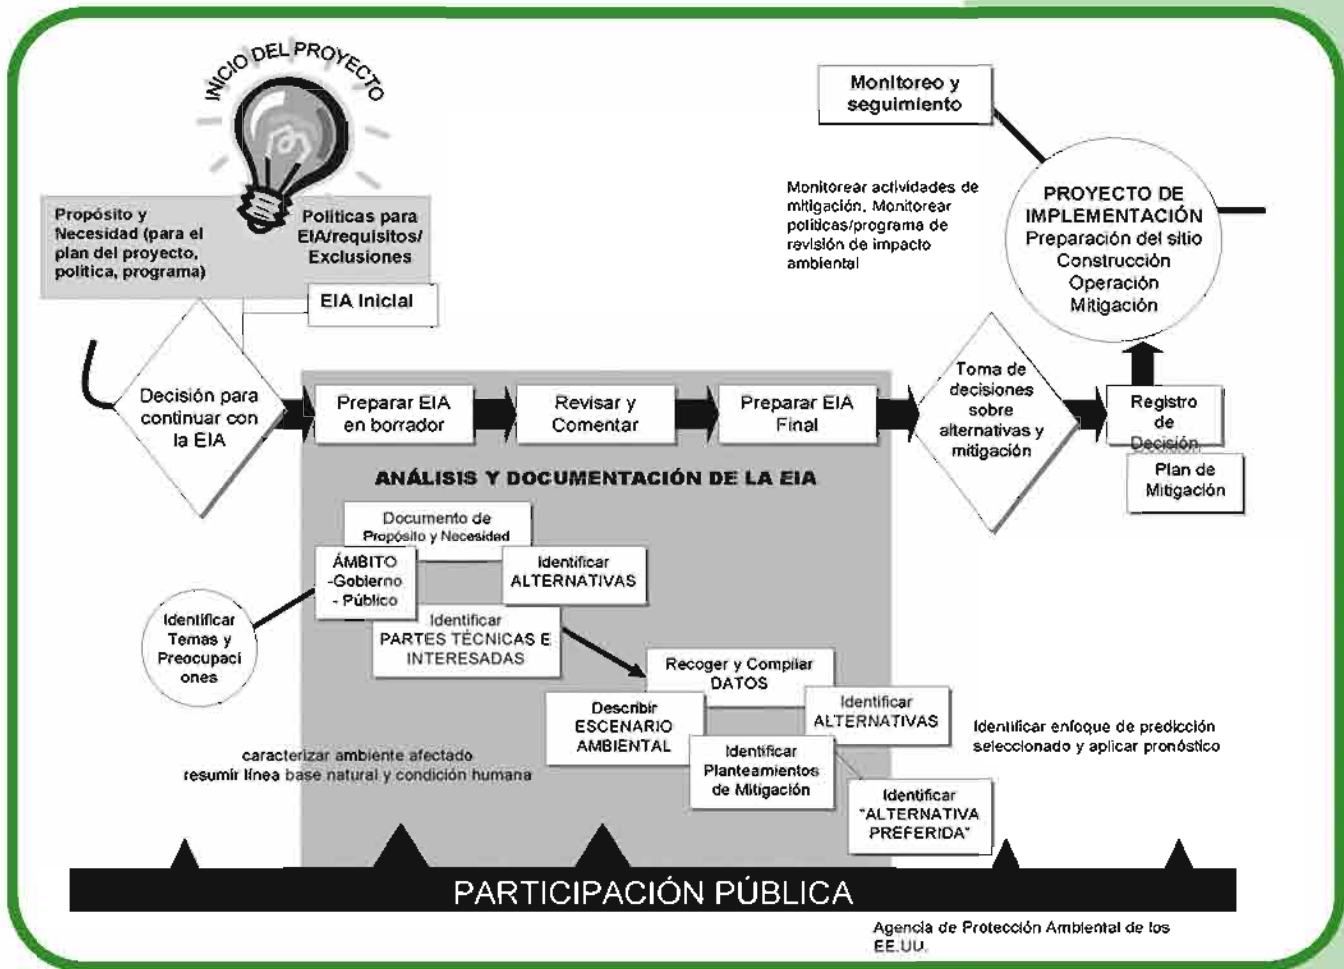 INICIO DEL PROYECTO
Propósito y
Necesidad (para el
plan del proyecto,
política, programa)
Políticas para
EIA/requisitos/
Exclusiones
EIA Inicial
Decisión para
continuar con
la EIA
Preparar EIA
en borrador
Revisar y
Comentar
Preparar EIA
Final
Toma de
decisiones
sobre
alternativas y
mitigación
Registro
de
Decisión
Plan de
Mitigación
PROYECTO DE
IMPLEMENTACIÓN
Preparación del sitio
Construcción
Operación
Mitigación
Monitoreo y
seguimiento
Monitorear actividades de
mitigación. Monitorear
políticas/programa de
revisión de impacto
ambiental
ANÁLISIS Y DOCUMENTACIÓN DE LA EIA
Documento de
Propósito y Necesidad
ÁMBITO
-Gobierno
- Público
Identificar
ALTERNATIVAS
Identificar
PARTES TÉCNICAS E
INTERESADAS
Identificar
Temas y
Preocupaci
ones
Recoger y Compilar
DATOS
Describir
ESCENARIO
AMBIENTAL
Identificar
ALTERNATIVAS
Identificar
Planteamientos
de Mitigación
Identificar
"ALTERNATIVA
PREFERIDA"
Identificar enfoque de predicción
seleccionado y aplicar pronóstico
caracterizar ambiente afectado
resumir línea base natural y condición humana
PARTICIPACIÓN PÚBLICA
Agencia de Protección Ambiental de los
EE.UU.